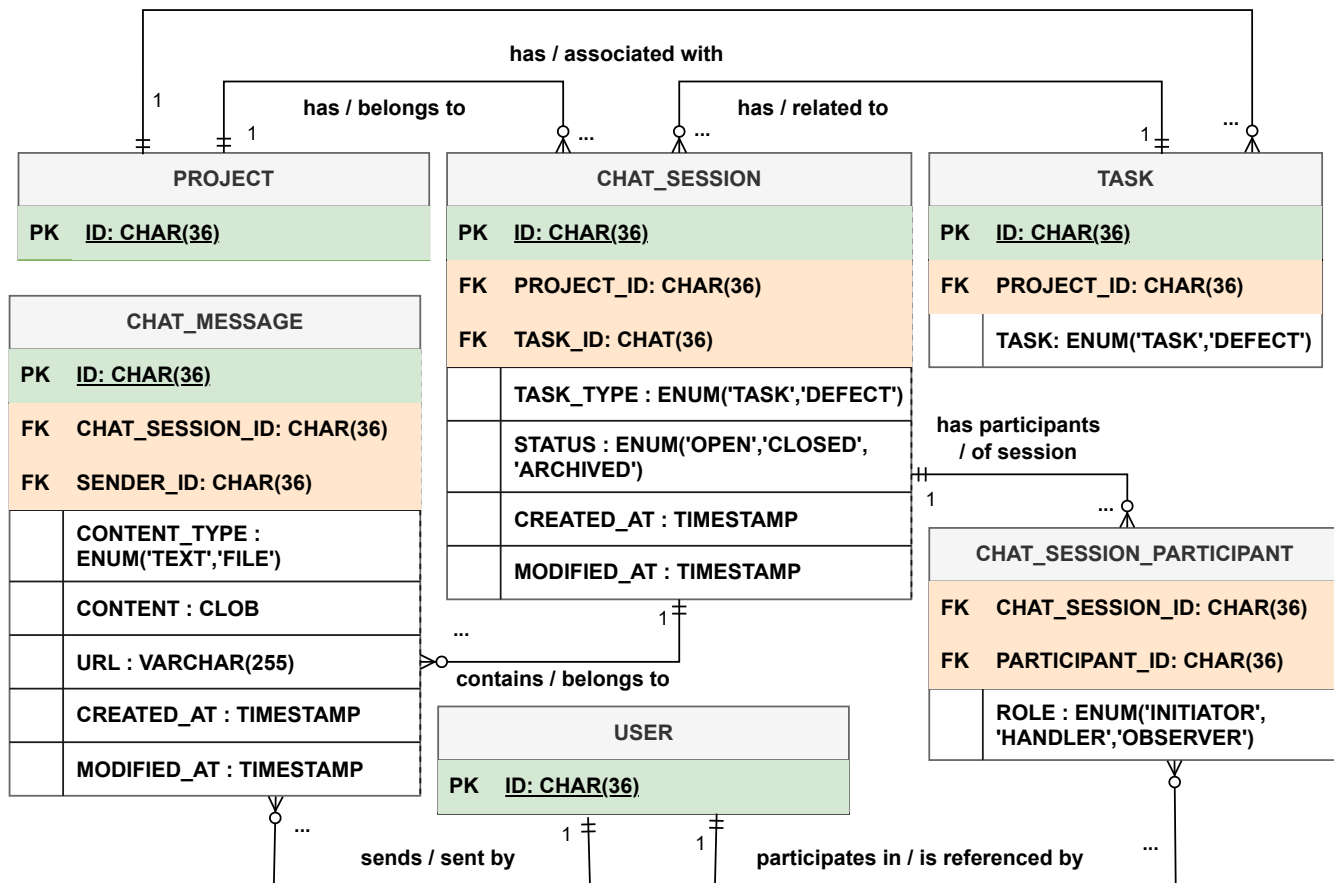 has / associated with
1
has / belongs to
1
...
has / related to
...
1
...
PROJECT
PK ID: CHAR(36)
CHAT_SESSION
PK ID: CHAR(36)
FK PROJECT_ID: CHAR(36)
FK TASK_ID: CHAT(36)
TASK_TYPE : ENUM('TASK','DEFECT')
STATUS : ENUM('OPEN','CLOSED',
'ARCHIVED')
CREATED_AT : TIMESTAMP
MODIFIED_AT : TIMESTAMP
TASK
PK ID: CHAR(36)
FK PROJECT_ID: CHAR(36)
TASK: ENUM('TASK','DEFECT')
CHAT_MESSAGE
PK ID: CHAR(36)
FK CHAT_SESSION_ID: CHAR(36)
FK SENDER_ID: CHAR(36)
CONTENT_TYPE :
ENUM('TEXT','FILE')
CONTENT : CLOB
URL : VARCHAR(255)
CREATED_AT : TIMESTAMP
MODIFIED_AT : TIMESTAMP
has participants
/ of session
1
...
CHAT_SESSION_PARTICIPANT
FK CHAT_SESSION_ID: CHAR(36)
FK PARTICIPANT_ID: CHAR(36)
ROLE : ENUM('INITIATOR',
'HANDLER','OBSERVER')
1
...
contains / belongs to
USER
PK ID: CHAR(36)
...
1
sends / sent by
1
participates in / is referenced by
...